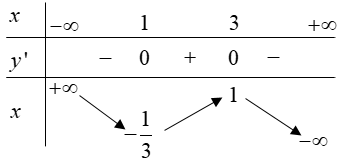 x −∞ 1 3 +∞
y' − 0 + 0 −
+∞ 1
x
−1/3 −∞